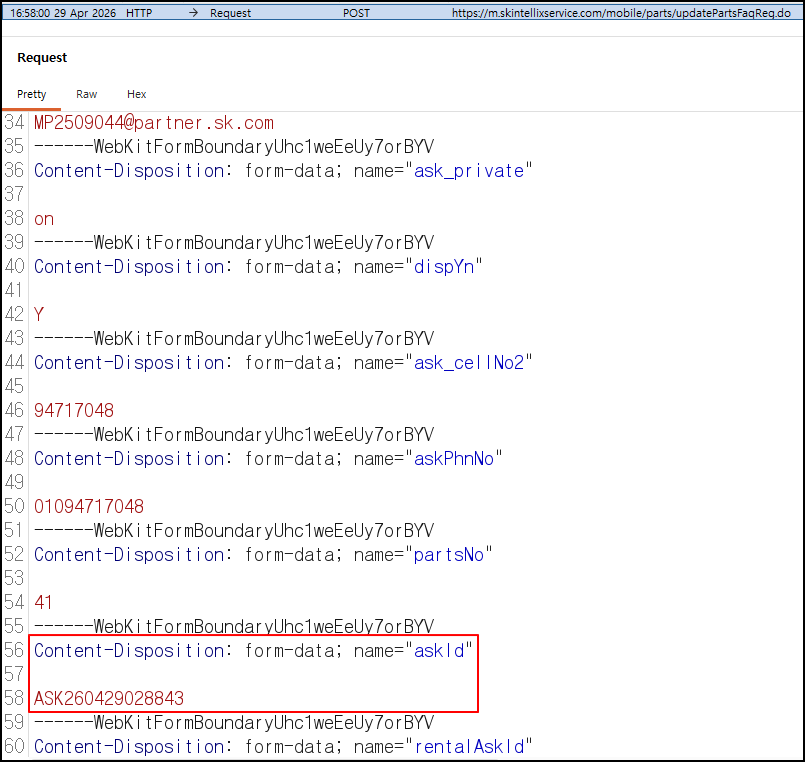 16:58:00 29 Apr 2026 HTTP → Request POST https://m.skintellixservice.com/mobile/parts/updatePartsFaqReq.do
Request
Pretty Raw Hex
34 MP2509044@partner.sk.com
35 ------WebKitFormBoundaryUhc1weEeUy7orBYV
36 Content-Disposition: form-data; name="ask_private"
37
38 on
39 ------WebKitFormBoundaryUhc1weEeUy7orBYV
40 Content-Disposition: form-data; name="dispYn"
41
42 Y
43 ------WebKitFormBoundaryUhc1weEeUy7orBYV
44 Content-Disposition: form-data; name="ask_cellNo2"
45
46 94717048
47 ------WebKitFormBoundaryUhc1weEeUy7orBYV
48 Content-Disposition: form-data; name="askPhnNo"
49
50 01094717048
51 ------WebKitFormBoundaryUhc1weEeUy7orBYV
52 Content-Disposition: form-data; name="partsNo"
53
54 41
55 ------WebKitFormBoundaryUhc1weEeUy7orBYV
56 Content-Disposition: form-data; name="askId"
57
58 ASK260429028843
59 ------WebKitFormBoundaryUhc1weEeUy7orBYV
60 Content-Disposition: form-data; name="rentalAskId"